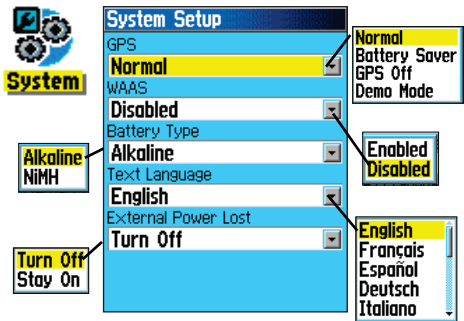 System
System Setup
GPS
Normal
WAAS
Disabled
Battery Type
Alkaline
Text Language
English
External Power Lost
Turn Off
Normal
Battery Saver
GPS Off
Demo Mode
Enabled
Disabled
Alkaline
NiMH
English
Français
Español
Deutsch
Italiano
Turn Off
Stay On